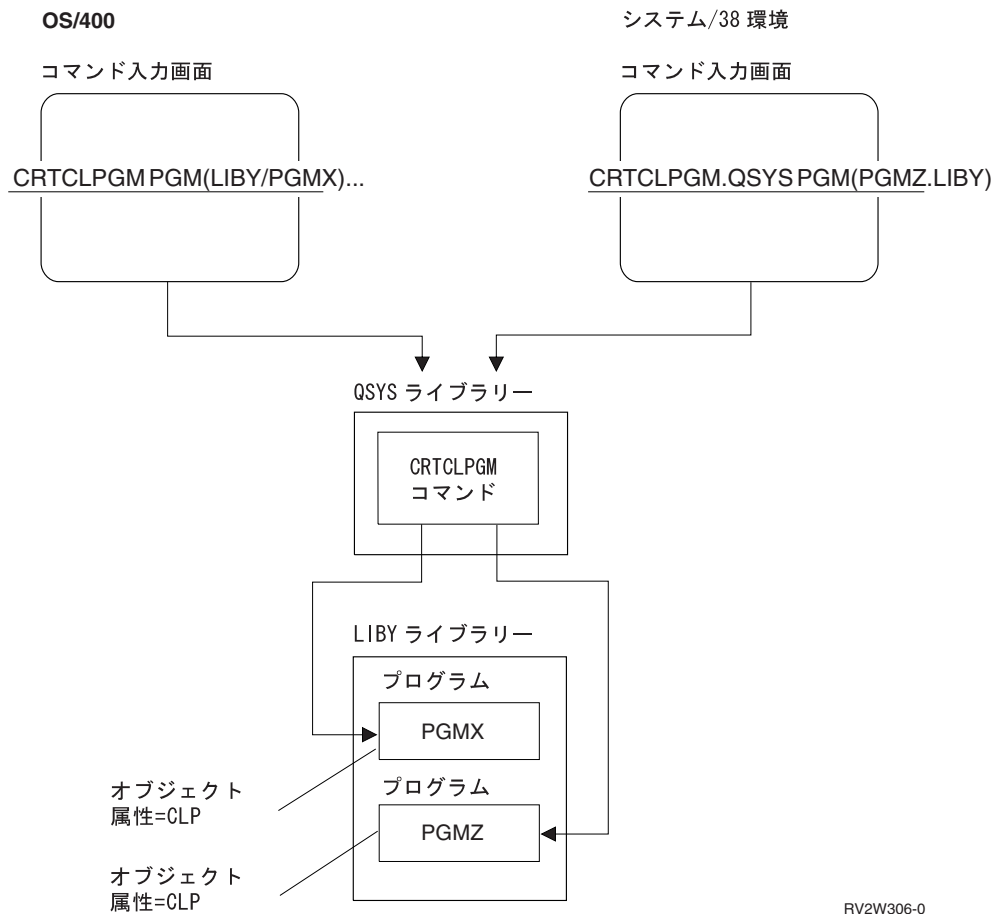 OS/400
システム/38 環境
コマンド入力画面
コマンド入力画面
CRTCLPGM PGM(LIBY/PGMX)...
CRTCLPGM.QSYS PGM(PGMZ.LIBY)
QSYS ライブラリー
CRTCLPGM
コマンド
LIBY ライブラリー
プログラム
PGMX
オブジェクト
属性=CLP
プログラム
PGMZ
オブジェクト
属性=CLP
RV2W306-0